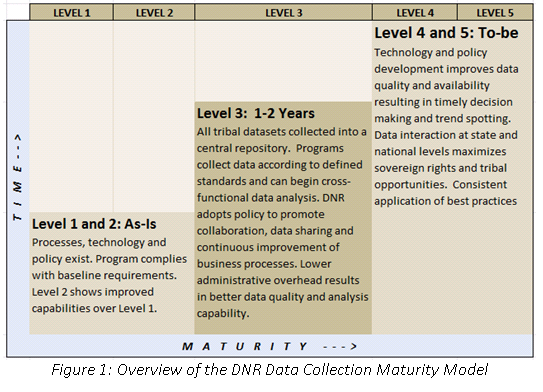 LEVEL 1 LEVEL 2 LEVEL 3 LEVEL 4 LEVEL 5
Level 4 and 5: To-be
Technology and policy
development improves data
quality and availability
resulting in timely decision
making and trend spotting.
Data interaction at state and
national levels maximizes
sovereign rights and tribal
opportunities. Consistent
application of best practices
Level 3: 1-2 Years
All tribal datasets collected into a
central repository. Programs
collect data according to defined
standards and can begin cross-
functional data analysis. DNR
adopts policy to promote
collaboration, data sharing and
continuous improvement of
business processes. Lower
administrative overhead results
in better data quality and analysis
capability.
Level 1 and 2: As-Is
Processes, technology and
policy exist. Program complies
with baseline requirements.
Level 2 shows improved
capabilities over Level 1.
TIME--->
MATURITY --->
Figure 1: Overview of the DNR Data Collection Maturity Model